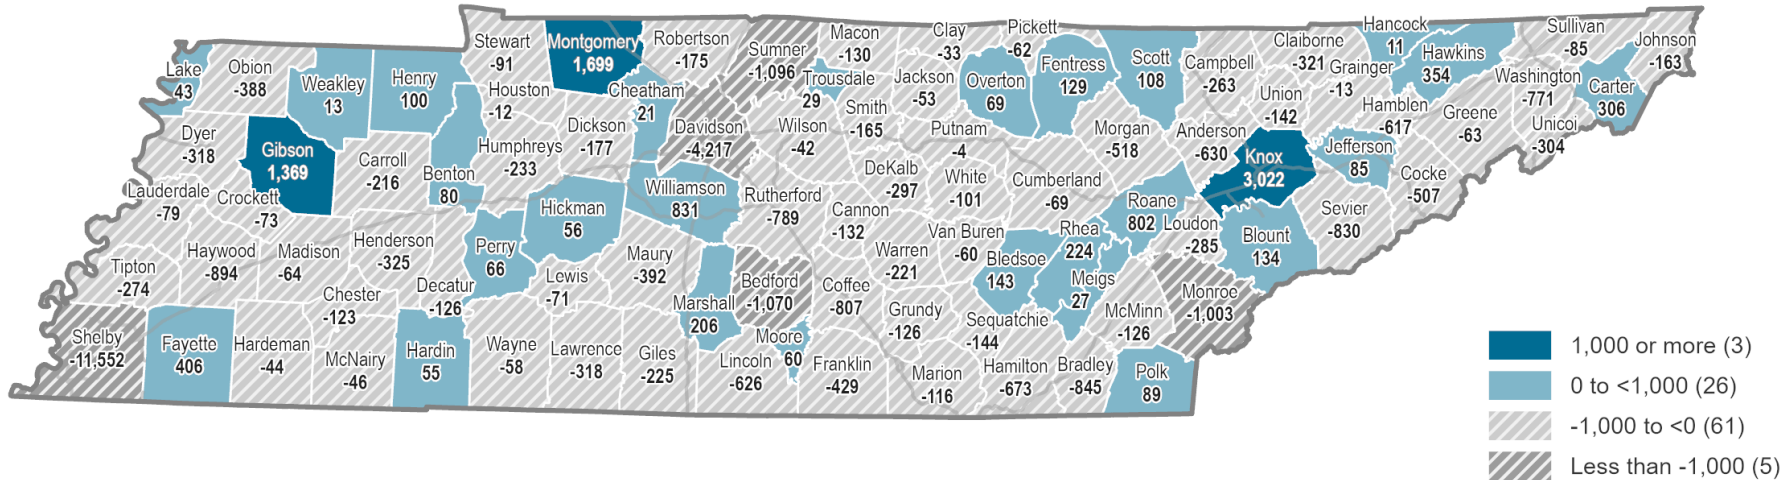 Stewart
-91
Montgomery
1,699
Robertson
-175
Sumner
-1,096
Macon
-130
Clay
-33
Pickett
-62
Hancock
11
Sullivan
-85
Johnson
-163
Lake
43
Obion
-388
Weakley
13
Henry
100
Houston
-12
Cheatham
21
Trousdale
29
Jackson
-53
Overton
69
Fentress
129
Scott
108
Campbell
-263
Claiborne
-321
Grainger
-13
Hawkins
354
Washington
-771
Carter
306
Dyer
-318
Gibson
1,369
Carroll
-216
Benton
80
Humphreys
-233
Dickson
-177
Davidson
-4,217
Wilson
-42
Smith
-165
Putnam
-4
Morgan
-518
Anderson
-630
Union
-142
Hamblen
-617
Greene
-63
Unicoi
-304
Lauderdale
-79
Crockett
-73
Hickman
56
Williamson
831
Rutherford
-789
DeKalb
-297
White
-101
Cumberland
-69
Roane
802
Knox
3,022
Jefferson
85
Cocke
-507
Tipton
-274
Haywood
-894
Madison
-64
Henderson
-325
Decatur
-126
Perry
66
Lewis
-71
Maury
-392
Cannon
-132
Warren
-221
Van Buren
-60
Bledsoe
143
Rhea
224
Meigs
27
Loudon
-285
Blount
134
Sevier
-830
Chester
-123
Marshall
206
Bedford
-1,070
Coffee
-807
Grundy
-126
Sequatchie
-144
McMinn
-126
Monroe
-1,003
Shelby
-11,552
Fayette
406
Hardeman
-44
McNairy
-46
Hardin
55
Wayne
-58
Lawrence
-318
Giles
-225
Lincoln
-626
Moore
60
Franklin
-429
Marion
-116
Hamilton
-673
Bradley
-845
Polk
89
1,000 or more (3)
0 to <1,000 (26)
-1,000 to <0 (61)
Less than -1,000 (5)